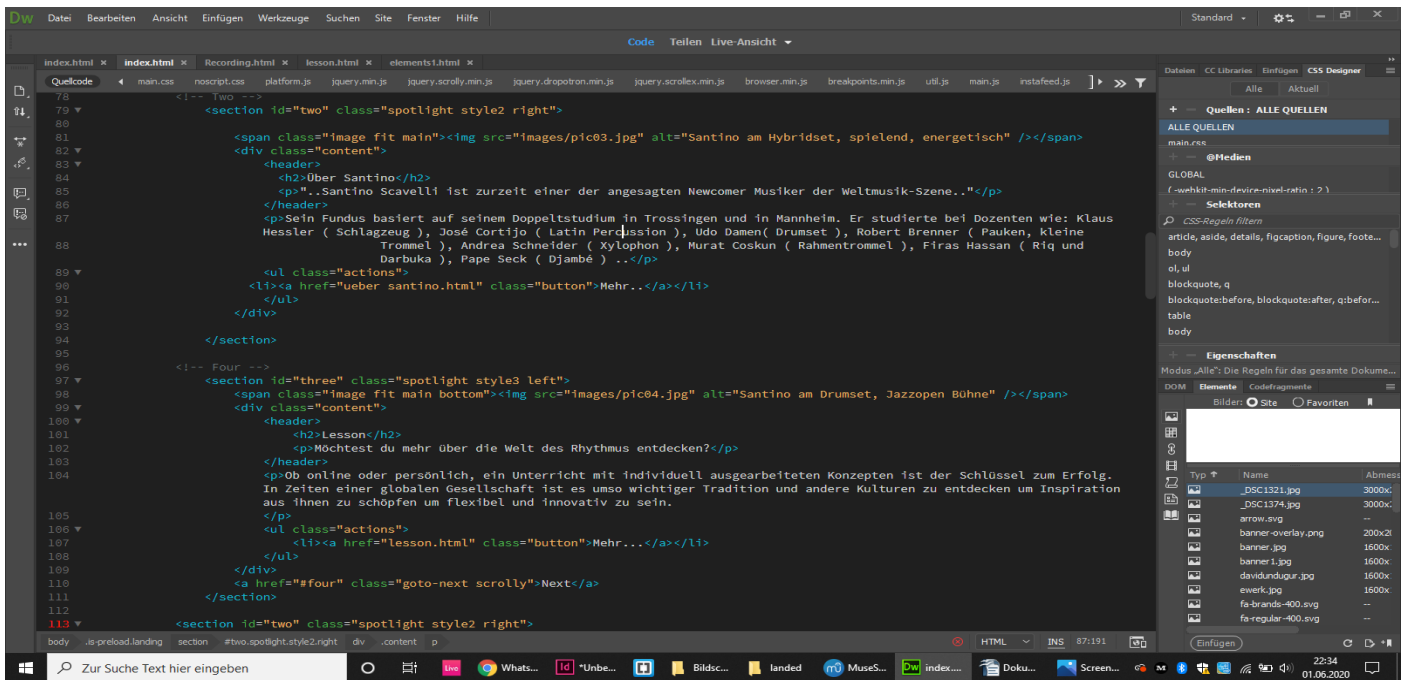 Dw Datei Bearbeiten Ansicht Einfügen Werkzeuge Suchen Site Fenster Hilfe Standard
Code Teilen Live-Ansicht
index.html × index.html × Recording.html × lesson.html × elements1.html ×
Quellcode main.css noscript.css platform.js jquery.min.js jquery.scrolly.min.js jquery.dropotron.min.js jquery.scrollex.min.js browser.min.js breakpoints.min.js util.js main.js instafeed.js
78 <!-- Two -->
79 <section id="two" class="spotlight style2 right">
80
81 <span class="image fit main"><img src="images/pic03.jpg" alt="Santino am Hybridset, spielend, energetisch" /></span>
82 <div class="content">
83 <header>
84 <h2>Über Santino</h2>
85 <p>"..Santino Scavelli ist zurzeit einer der angesagten Newcomer Musiker der Weltmusik-Szene.."</p>
86 </header>
87 <p>Sein Fundus basiert auf seinem Doppeltstudium in Trossingen und in Mannheim. Er studierte bei Dozenten wie: Klaus
Hessler ( Schlagzeug ), José Cortijo ( Latin Percussion ), Udo Damen( Drumset ), Robert Brenner ( Pauken, kleine
88 Trommel ), Andrea Schneider ( Xylophon ), Murat Coskun ( Rahmentrommel ), Firas Hassan ( Riq und
Darbuka ), Pape Seck ( Djambé ) ..</p>
89 <ul class="actions">
90 <li><a href="ueber santino.html" class="button">Mehr..</a></li>
91 </ul>
92 </div>
93
94 </section>
95
96 <!-- Four -->
97 <section id="three" class="spotlight style3 left">
98 <span class="image fit main bottom"><img src="images/pic04.jpg" alt="Santino am Drumset, Jazzopen Bühne" /></span>
99 <div class="content">
100 <header>
101 <h2>Lesson</h2>
102 <p>Möchtest du mehr über die Welt des Rhythmus entdecken?</p>
103 </header>
104 <p>Ob online oder persönlich, ein Unterricht mit individuell ausgearbeiteten Konzepten ist der Schlüssel zum Erfolg.
In Zeiten einer globalen Gesellschaft ist es umso wichtiger Tradition und andere Kulturen zu entdecken um Inspiration
aus ihnen zu schöpfen um flexibel und innovativ zu sein.
105 </p>
106 <ul class="actions">
107 <li><a href="lesson.html" class="button">Mehr...</a></li>
108 </ul>
109 </div>
110 <a href="#four" class="goto-next scrolly">Next</a>
111 </section>
112
113 <section id="two" class="spotlight style2 right">
body .is-preload.landing section #two.spotlight.style2.right div .content p HTML INS 87:191
Dateien CC Libraries Einfügen CSS Designer
Alle Aktuell
+ − Quellen : ALLE QUELLEN
ALLE QUELLEN
main.css
+ − @Medien
GLOBAL
( -webkit-min-device-pixel-ratio : 2 )
+ − Selektoren
CSS-Regeln filtern
article, aside, details, figcaption, figure, foote...
body
ol, ul
blockquote, q
blockquote:before, blockquote:after, q:befor...
table
body
+ − Eigenschaften
Modus „Alle": Die Regeln für das gesamte Dokume...
DOM Elemente Codefragmente
Bilder: Site Favoriten
Typ Name Abmess
_DSC1321.jpg 3000x
_DSC1374.jpg 3000x
arrow.svg --
banner-overlay.png 200x20
banner.jpg 1600x
banner1.jpg 1600x
davidundugur.jpg 1600x
ewerk.jpg 1600x
fa-brands-400.svg --
fa-regular-400.svg --
Einfügen
Zur Suche Text hier eingeben Live Whats... Id *Unbe... Bildsc... landed MuseS... Dw index.... Doku... Screen... 22:34
01.06.2020